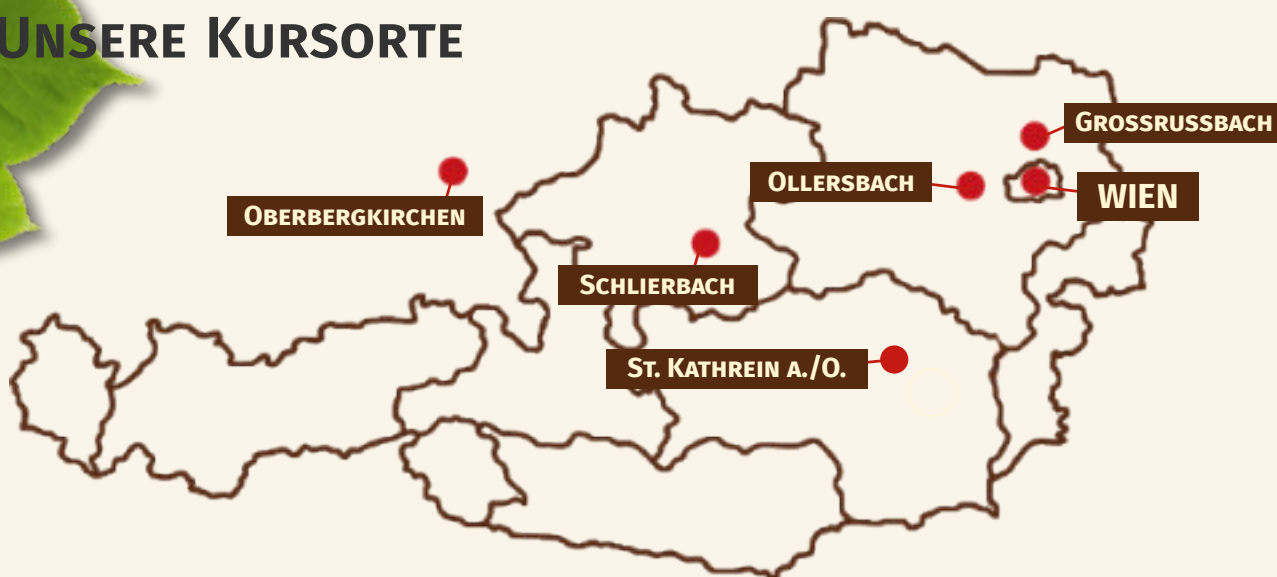 UNSERE KURSORTE
GROSSRUSSBACH
OLLERSBACH
WIEN
OBERBERGKIRCHEN
SCHLIERBACH
ST. KATHREIN A./O.